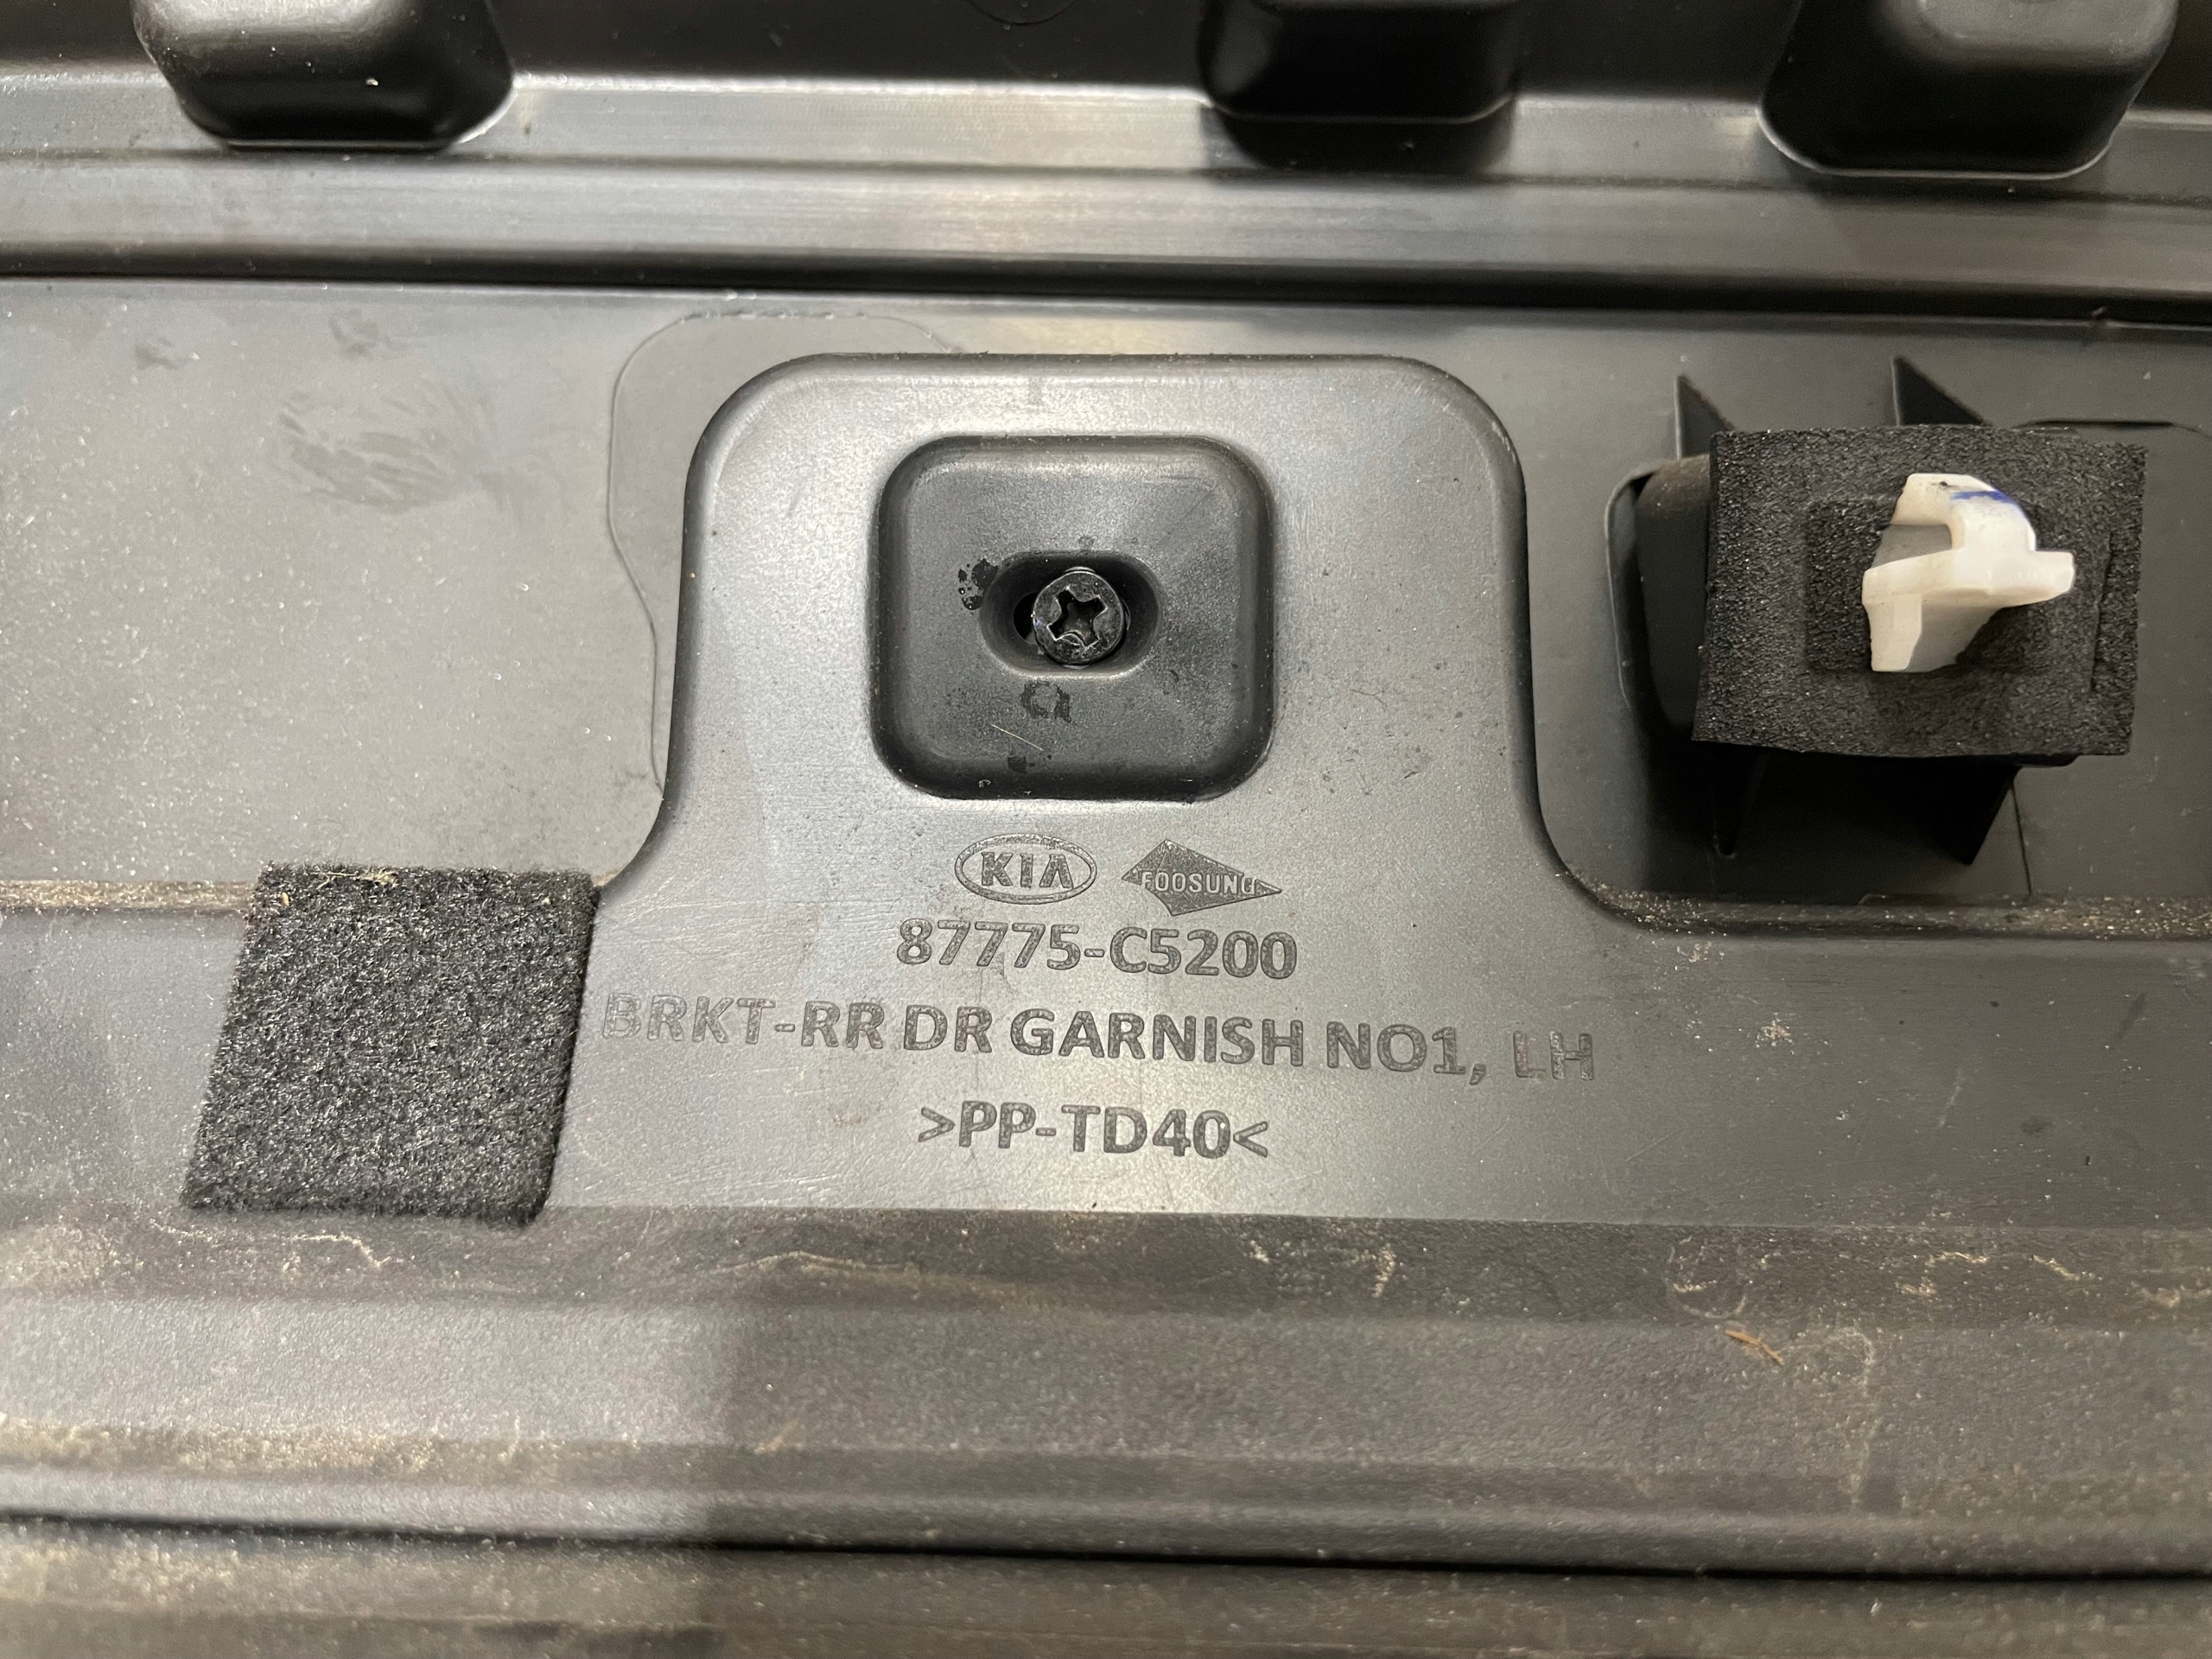 KIA FOOSUNG
87775-C5200
BRKT-RR DR GARNISH NO1, LH
>PP-TD40<